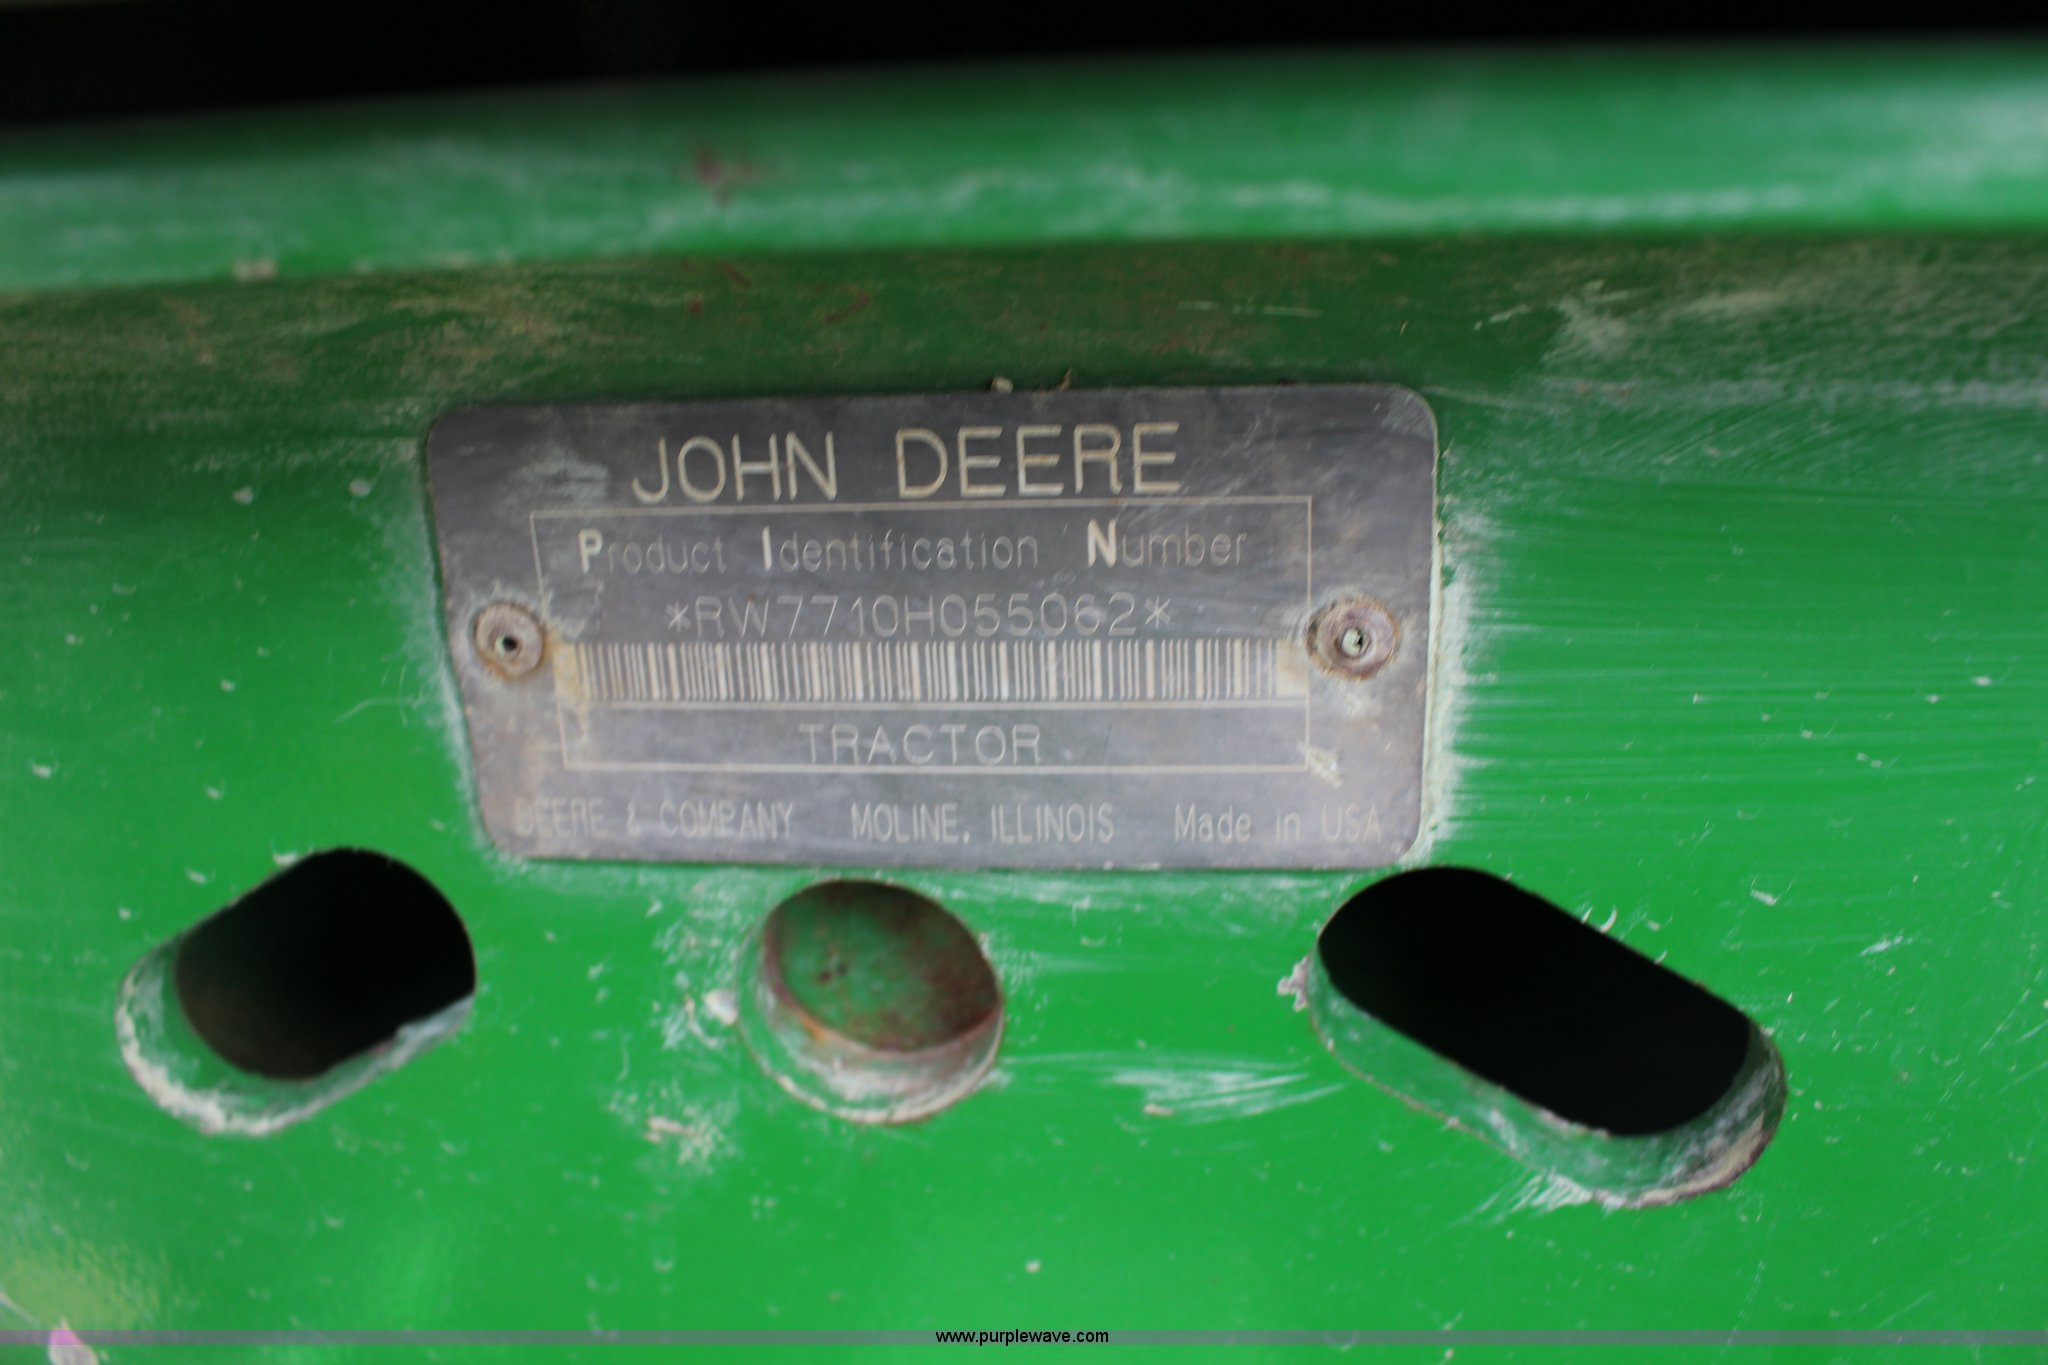 JOHN DEERE
Product Identification Number
*RW7710H055062*
TRACTOR
DEERE & COMPANY MOLINE, ILLINOIS Made in USA
www.purplewave.com